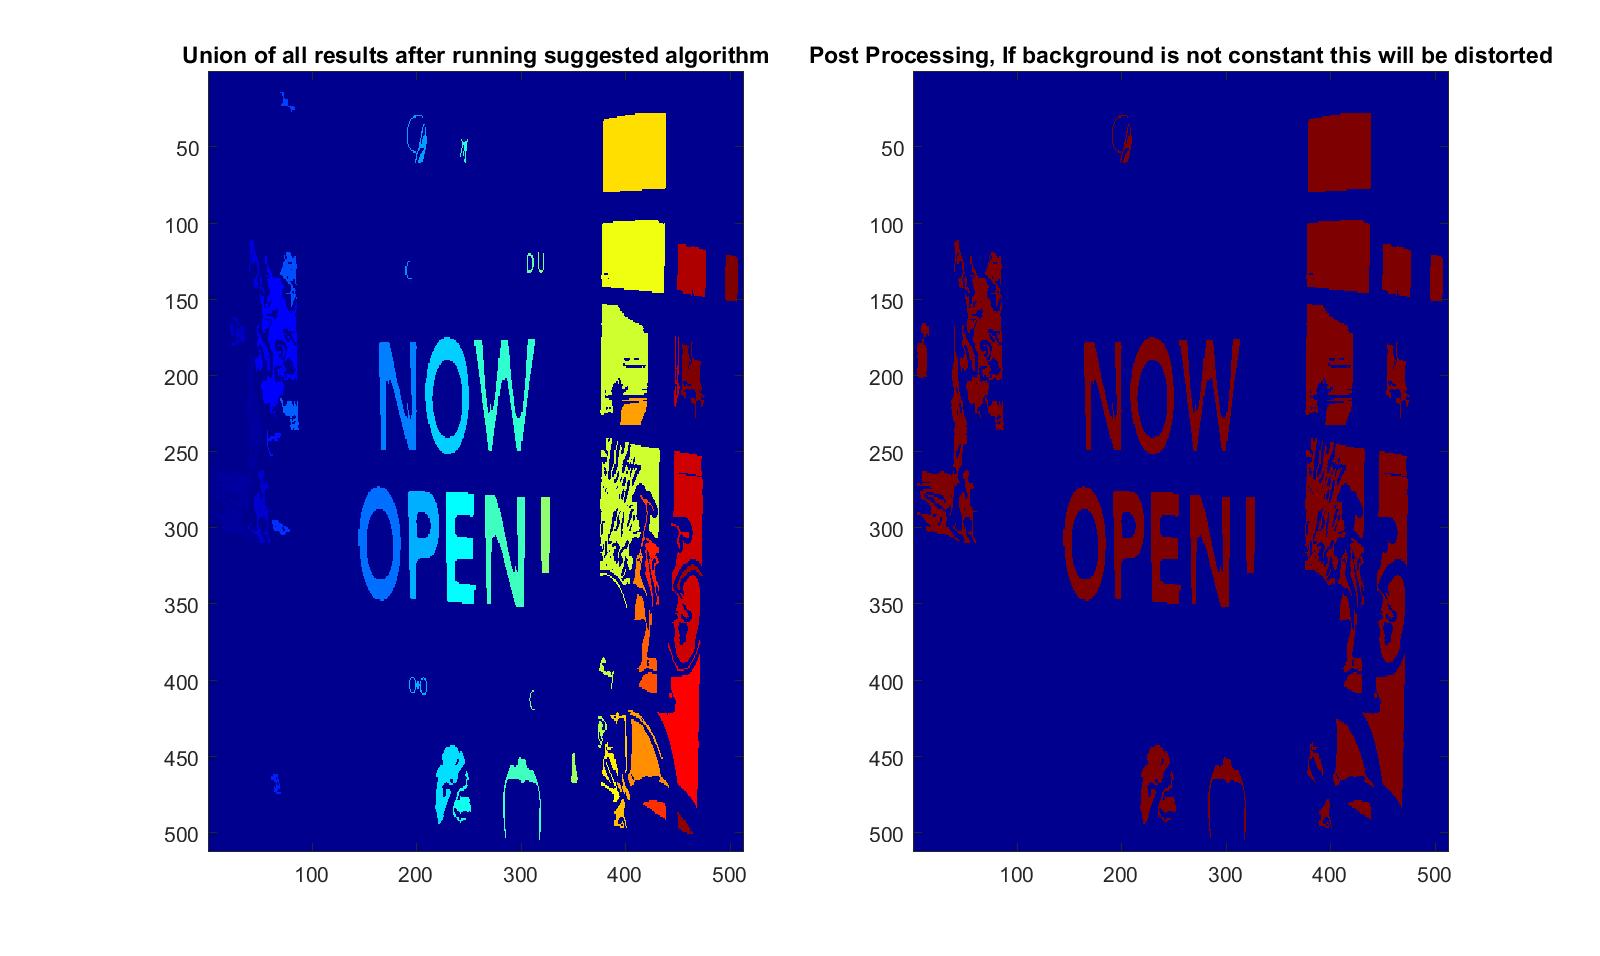 Union of all results after running suggested algorithm
Post Processing, If background is not constant this will be distorted
50
100
150
200
250
300
350
400
450
500
100 200 300 400 500
DU
NOW
OPEN!
50
100
150
200
250
300
350
400
450
500
100 200 300 400 500
NOW
OPEN!